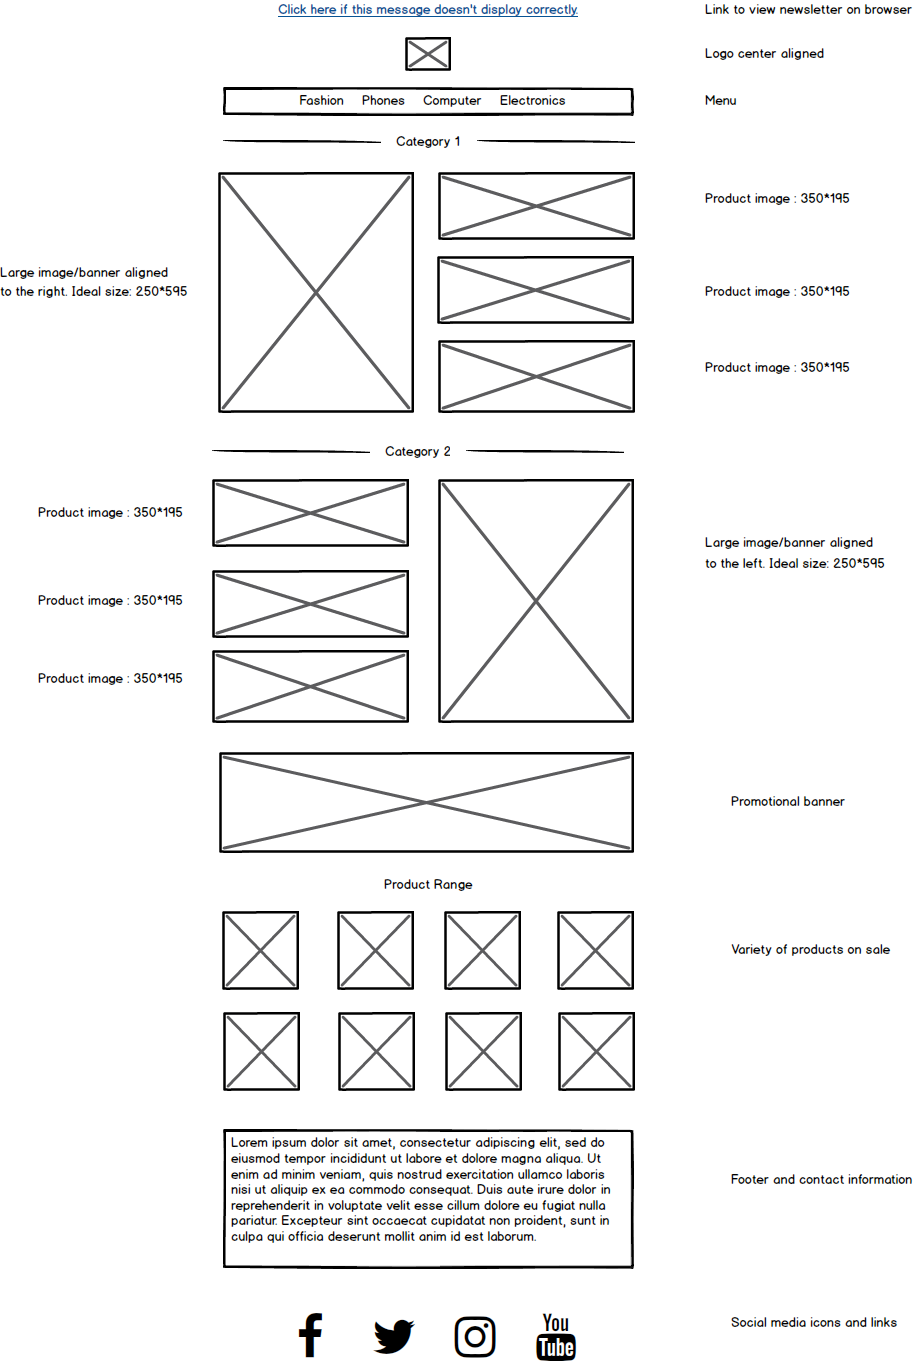 Click here if this message doesn't display correctly.
Link to view newsletter on browser
Logo center aligned
Fashion Phones Computer Electronics
Menu
Category 1
Product image : 350*195
Large image/banner aligned
to the right. Ideal size: 250*595
Product image : 350*195
Product image : 350*195
Category 2
Product image : 350*195
Large image/banner aligned
to the left. Ideal size: 250*595
Product image : 350*195
Product image : 350*195
Promotional banner
Product Range
Variety of products on sale
Lorem ipsum dolor sit amet, consectetur adipiscing elit, sed do
eiusmod tempor incididunt ut labore et dolore magna aliqua. Ut
enim ad minim veniam, quis nostrud exercitation ullamco laboris
nisi ut aliquip ex ea commodo consequat. Duis aute irure dolor in
reprehenderit in voluptate velit esse cillum dolore eu fugiat nulla
pariatur. Excepteur sint occaecat cupidatat non proident, sunt in
culpa qui officia deserunt mollit anim id est laborum.
Footer and contact information
Social media icons and links
You
Tube